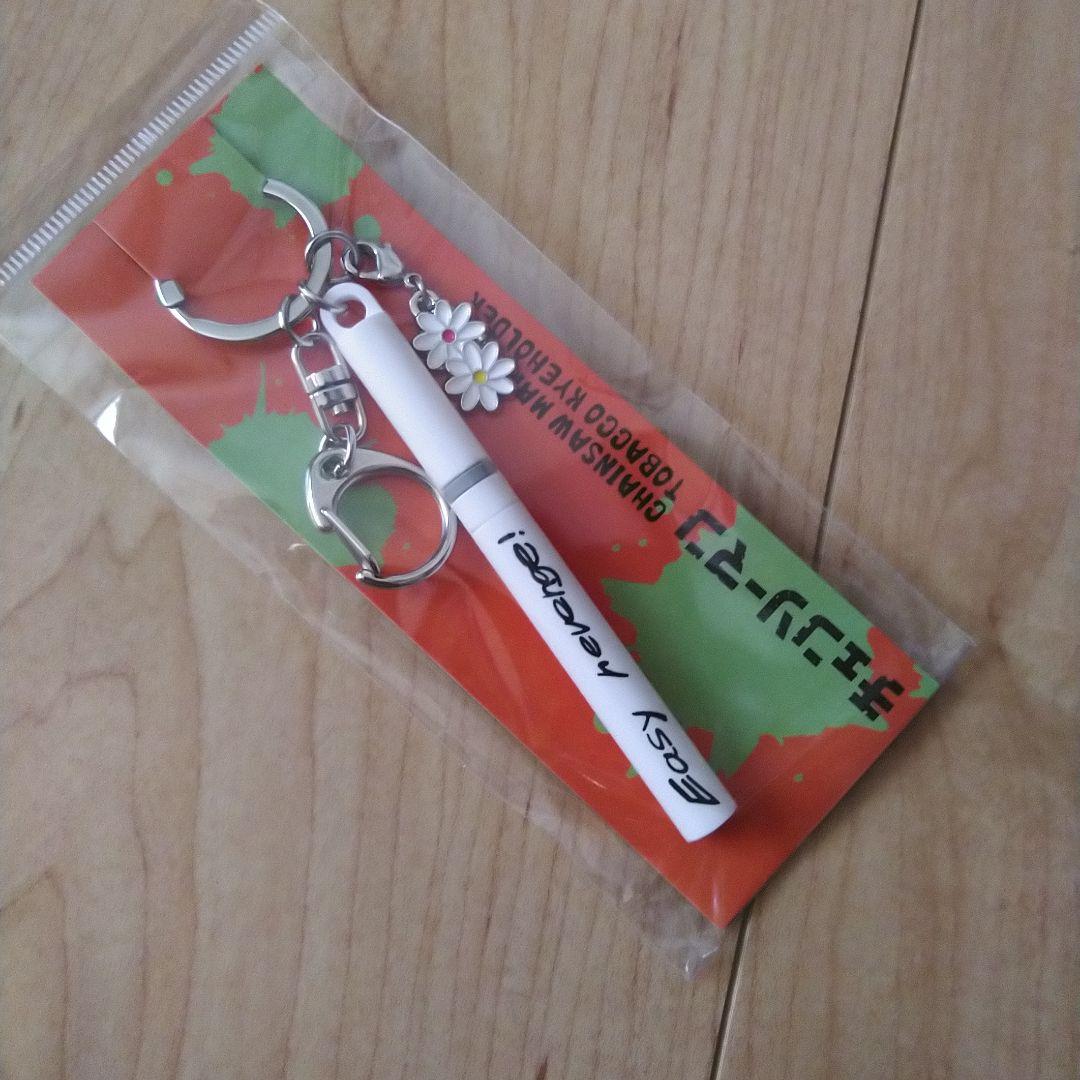 チェンソーマン
CHAINSAW MAN
TOBACCO KYEHOLDER
Easy revenge!